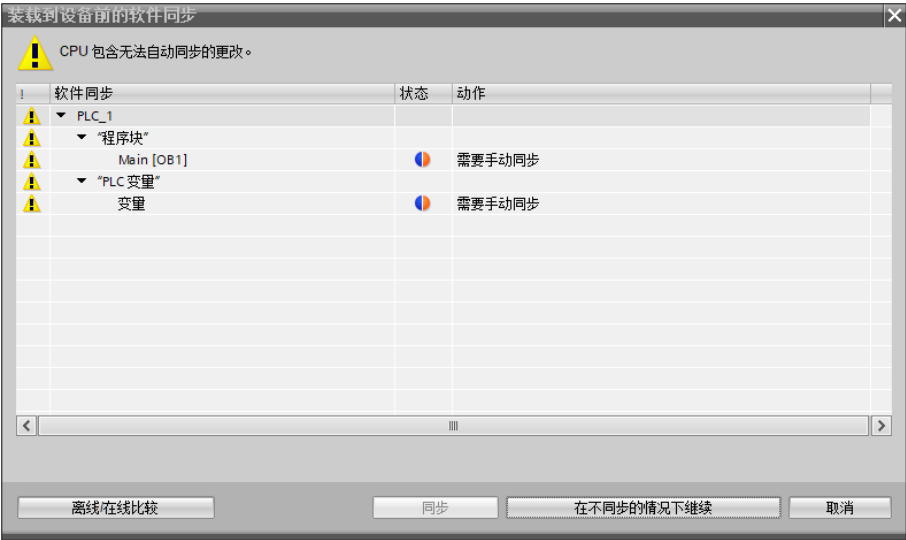 装载到设备前的软件同步
CPU 包含无法自动同步的更改。
! 软件同步 状态 动作
PLC_1
"程序块"
Main [OB1] 需要手动同步
"PLC 变量"
变量 需要手动同步
离线/在线比较 同步 在不同步的情况下继续 取消